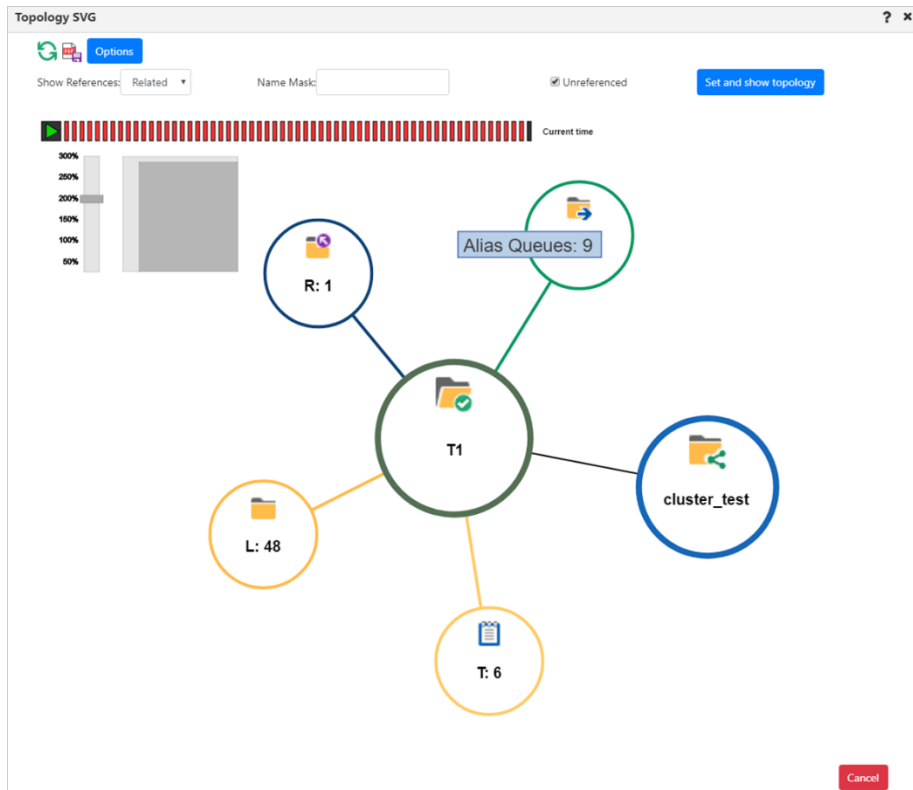 Topology SVG
? ×
PDF
Options
Show References: Related
Name Mask:
Unreferenced
Set and show topology
Current time
300%
250%
200%
150%
100%
50%
Alias Queues: 9
R: 1
T1
cluster_test
L: 48
T: 6
Cancel